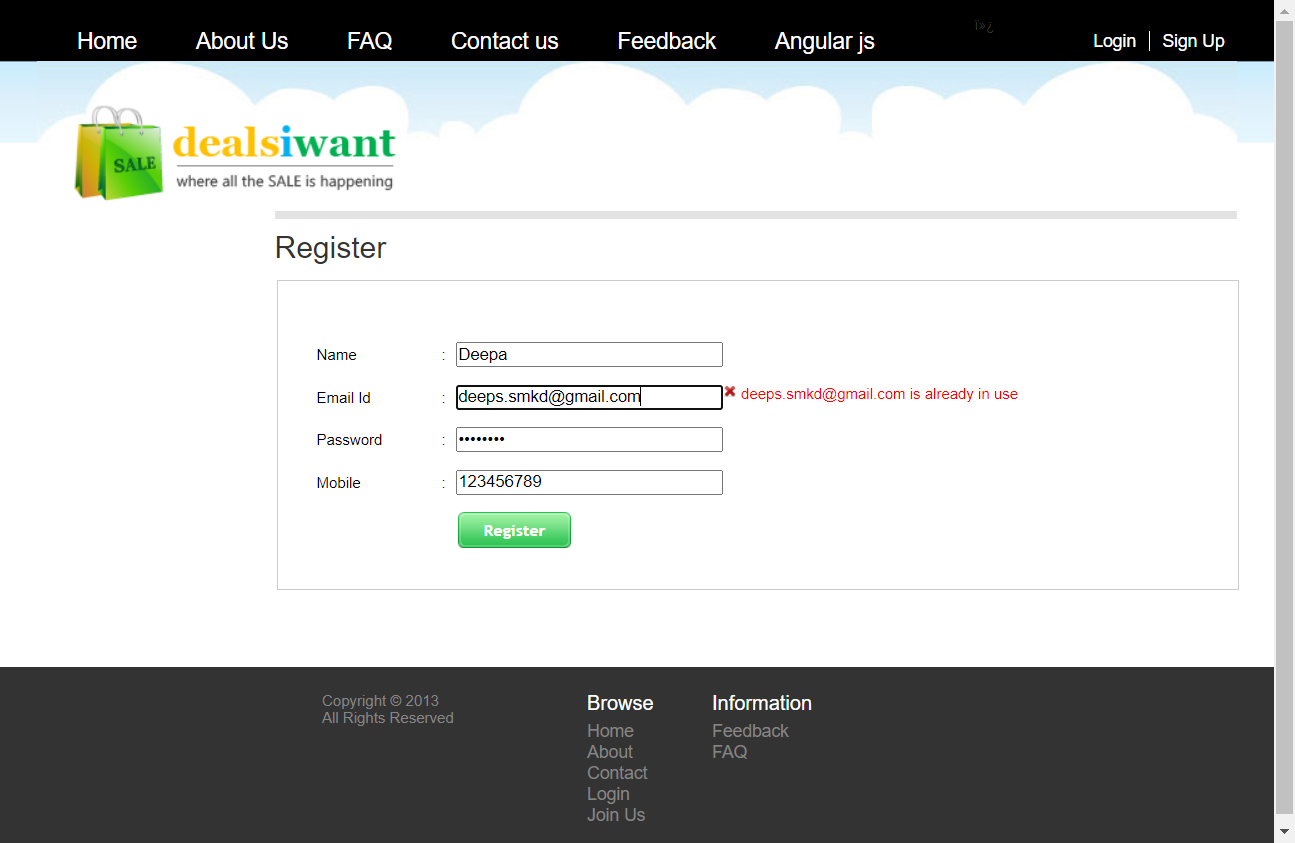 Home About Us FAQ Contact us Feedback Angular js ï»¿ Login Sign Up
SALE
dealsiwant
where all the SALE is happening
Register
Name : Deepa
Email Id : deeps.smkd@gmail.com deeps.smkd@gmail.com is already in use
Password : ••••••••
Mobile : 123456789
Register
Copyright © 2013
All Rights Reserved
Browse
Home
About
Contact
Login
Join Us
Information
Feedback
FAQ